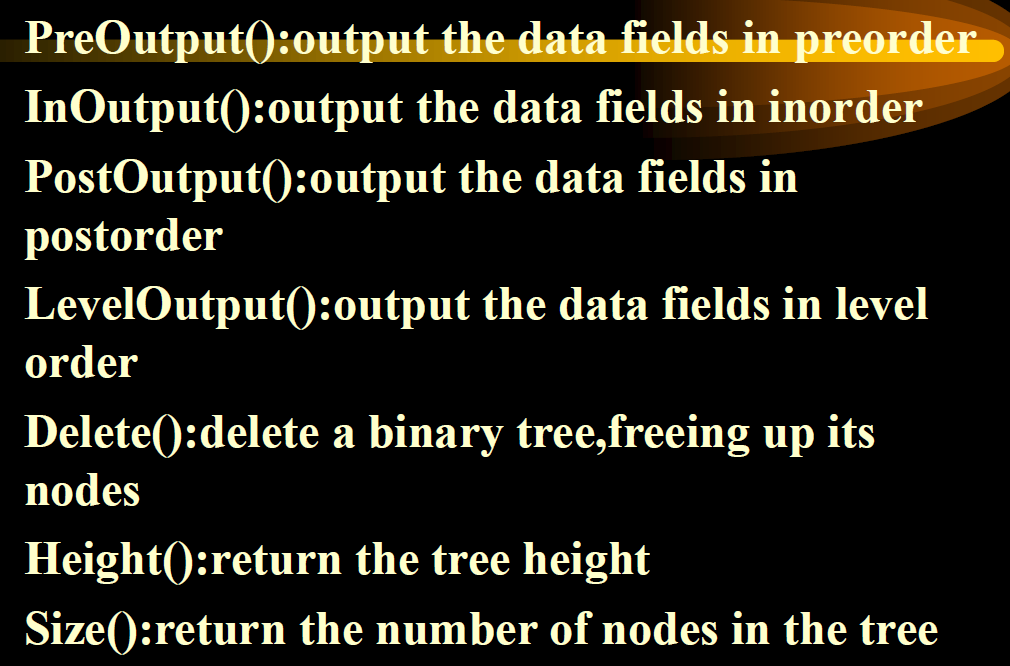 PreOutput():output the data fields in preorder
InOutput():output the data fields in inorder
PostOutput():output the data fields in
postorder
LevelOutput():output the data fields in level
order
Delete():delete a binary tree,freeing up its
nodes
Height():return the tree height
Size():return the number of nodes in the tree